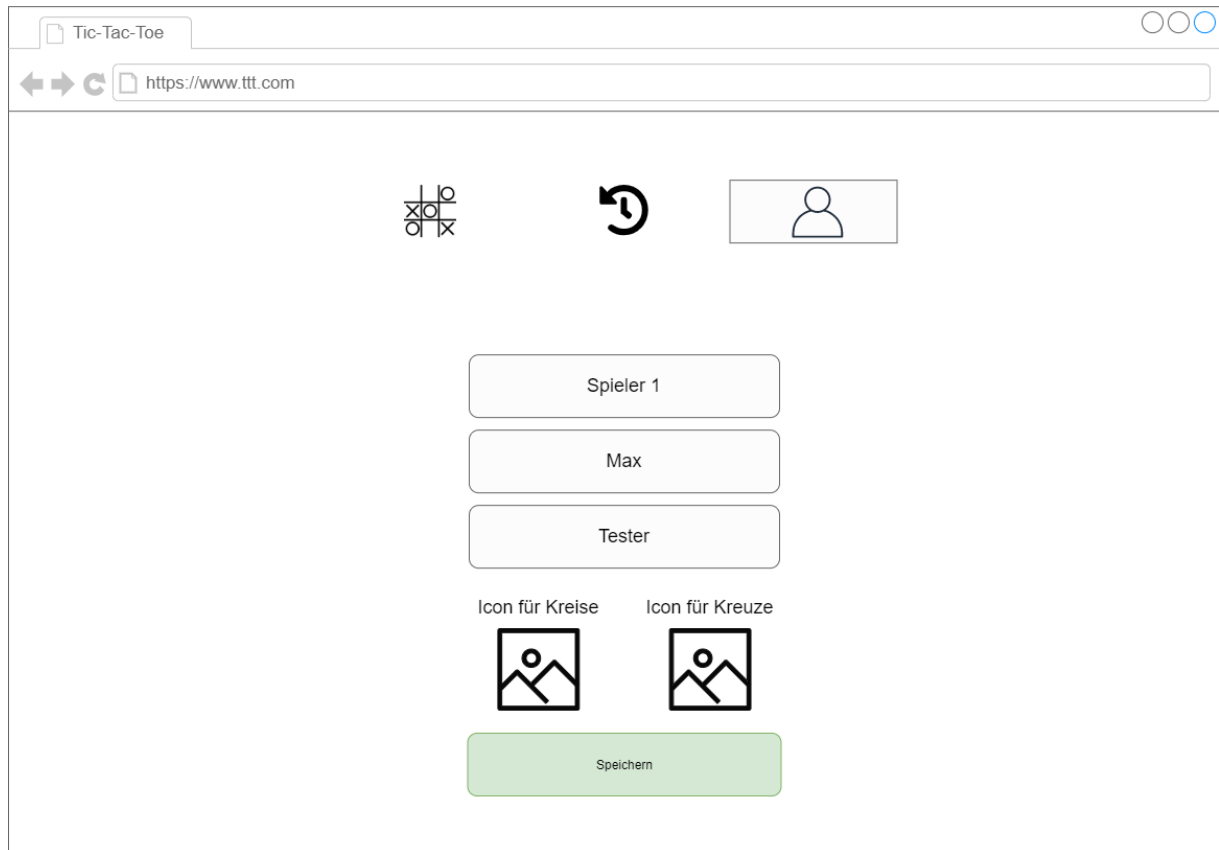 Tic-Tac-Toe
https://www.ttt.com
Spieler 1
Max
Tester
Icon für Kreise
Icon für Kreuze
Speichern